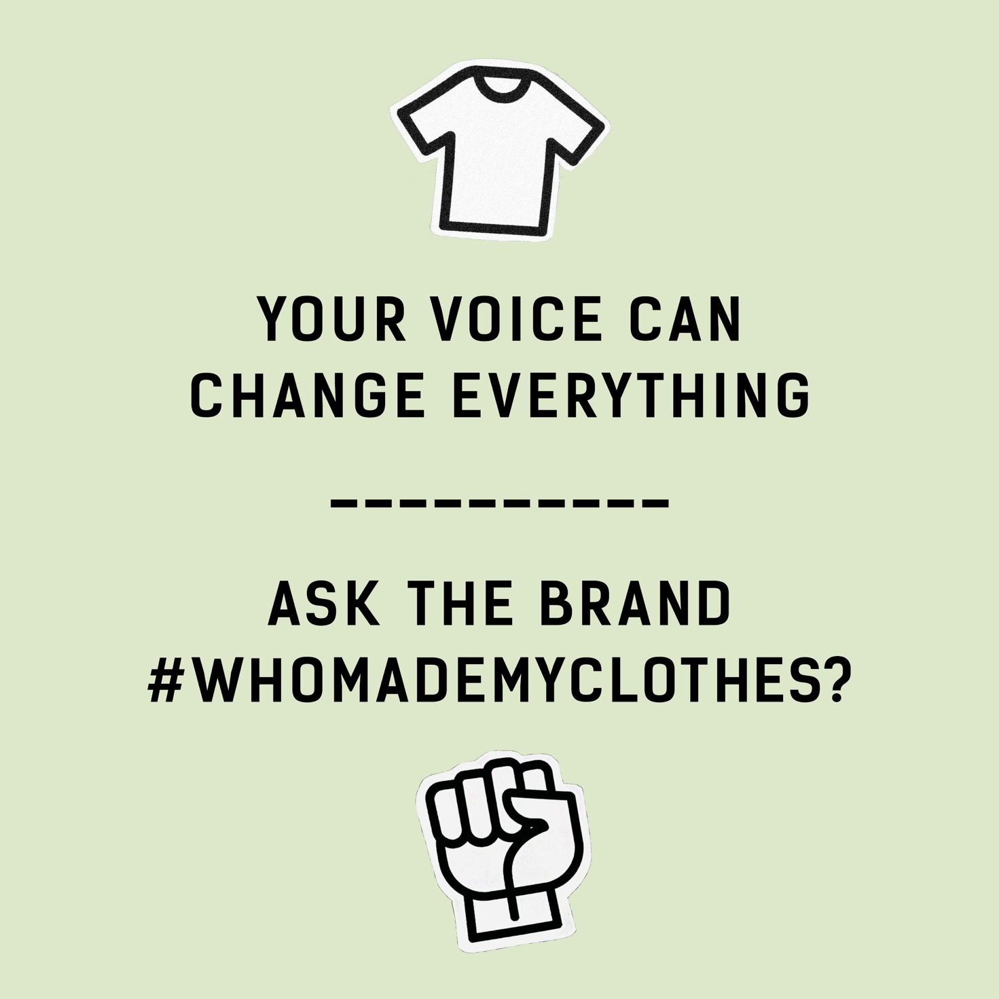 YOUR VOICE CAN
CHANGE EVERYTHING
----------
ASK THE BRAND
#WHOMADEMYCLOTHES?